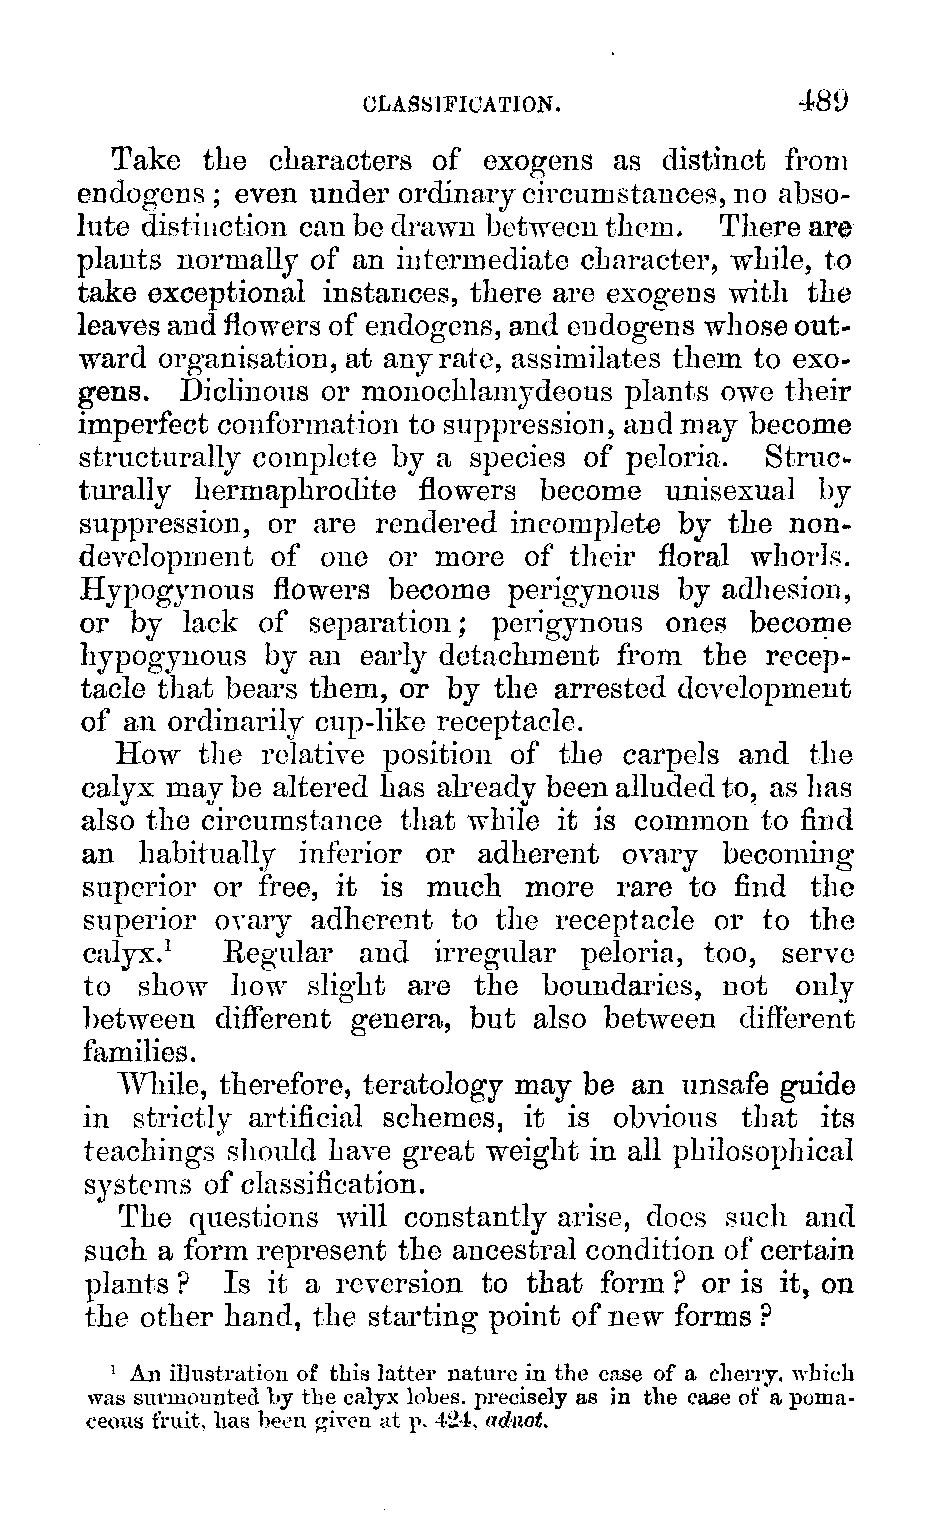 CLASSIFICATION. 489
Take the characters of exogens as distinct from
endogens; even under ordinary circumstances, no abso-
lute distinction can be drawn between them. There are
plants normally of an intermediate character, while, to
take exceptional instances, there are exogens with the
leaves and flowers of endogens, and endogens whose out-
ward organisation, at any rate, assimilates them to exo-
gens. Diclinous or monochlamydeous plants owe their
imperfect conformation to suppression, and may become
structurally complete by a species of peloria. Struc-
turally hermaphrodite flowers become unisexual by
suppression, or are rendered incomplete by the non-
development of one or more of their floral whorls.
Hypogynous flowers become perigynous by adhesion,
or by lack of separation; perigynous ones become
hypogynous by an early detachment from the recep-
tacle that bears them, or by the arrested development
of an ordinarily cup-like receptacle.
How the relative position of the carpels and the
calyx may be altered has already been alluded to, as has
also the circumstance that while it is common to find
an habitually inferior or adherent ovary becoming
superior or free, it is much more rare to find the
superior ovary adherent to the receptacle or to the
calyx.¹ Regular and irregular peloria, too, serve
to show how slight are the boundaries, not only
between different genera, but also between different
families.
While, therefore, teratology may be an unsafe guide
in strictly artificial schemes, it is obvious that its
teachings should have great weight in all philosophical
systems of classification.
The questions will constantly arise, does such and
such a form represent the ancestral condition of certain
plants? Is it a reversion to that form? or is it, on
the other hand, the starting point of new forms?
¹ An illustration of this latter nature in the case of a cherry, which
was surmounted by the calyx lobes, precisely as in the case of a poma-
ceous fruit, has been given at p. 424, adnot.